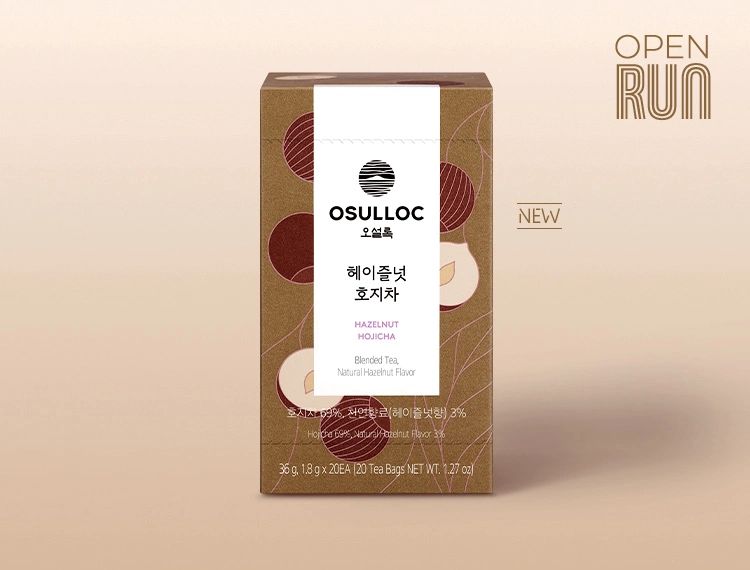 OPEN
RUN
NEW
OSULLOC
오설록
헤이즐넛
호지차
HAZELNUT
HOJICHA
Blended Tea,
Natural Hazelnut Flavor
호지차 69%, 천연향료(헤이즐넛향) 3%
Hojicha 69%, Natural Hazelnut Flavor 3%
36 g, 1.8 g x 20EA (20 Tea Bags NET WT. 1.27 oz)